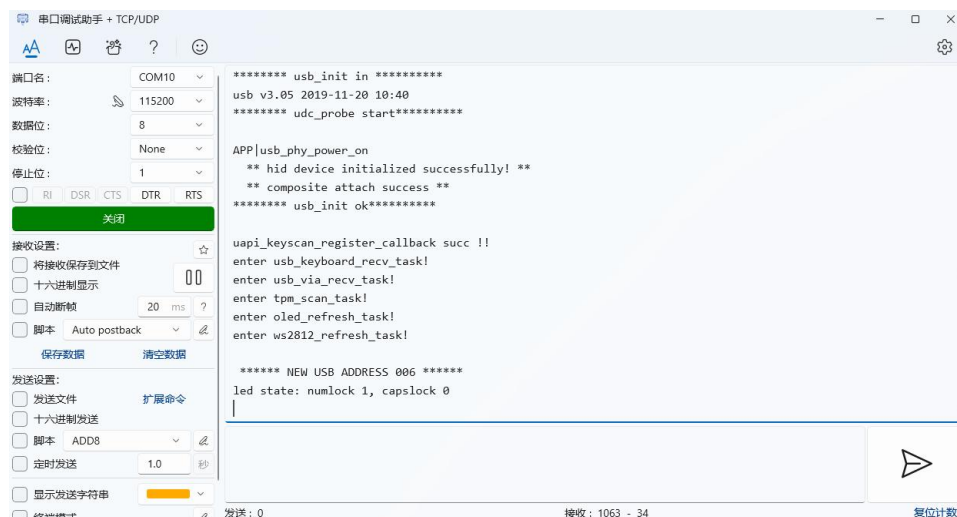 串口调试助手 + TCP/UDP
AA
?
端口名: COM10
波特率: 115200
数据位: 8
校验位: None
停止位: 1
RI DSR CTS DTR RTS
关闭
接收设置:
将接收保存到文件
十六进制显示
自动断帧 20 ms ?
脚本 Auto postback
保存数据 清空数据
发送设置:
发送文件 扩展命令
十六进制发送
脚本 ADD8
定时发送 1.0 秒
显示发送字符串
终端模式
******** usb_init in **********
usb v3.05 2019-11-20 10:40
******** udc_probe start**********
APP|usb_phy_power_on
** hid device initialized successfully! **
** composite attach success **
******** usb_init ok**********
uapi_keyscan_register_callback succ !!
enter usb_keyboard_recv_task!
enter usb_via_recv_task!
enter tpm_scan_task!
enter oled_refresh_task!
enter ws2812_refresh_task!
****** NEW USB ADDRESS 006 ******
led state: numlock 1, capslock 0
发送: 0 接收: 1063 - 34 复位计数